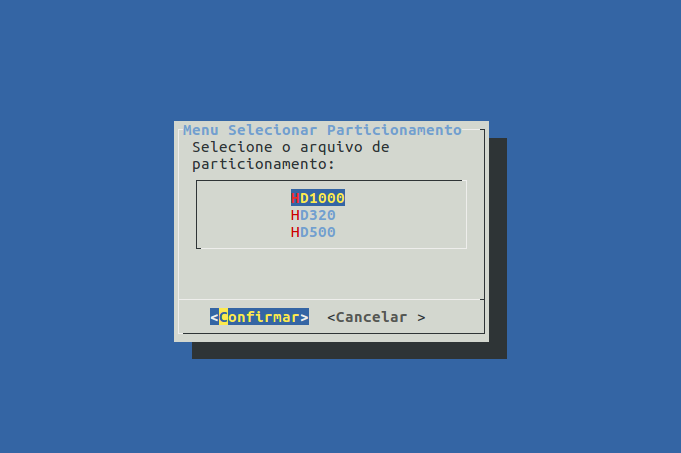 Menu Selecionar Particionamento
Selecione o arquivo de
particionamento:
HD1000
HD320
HD500
<Confirmar> <Cancelar >